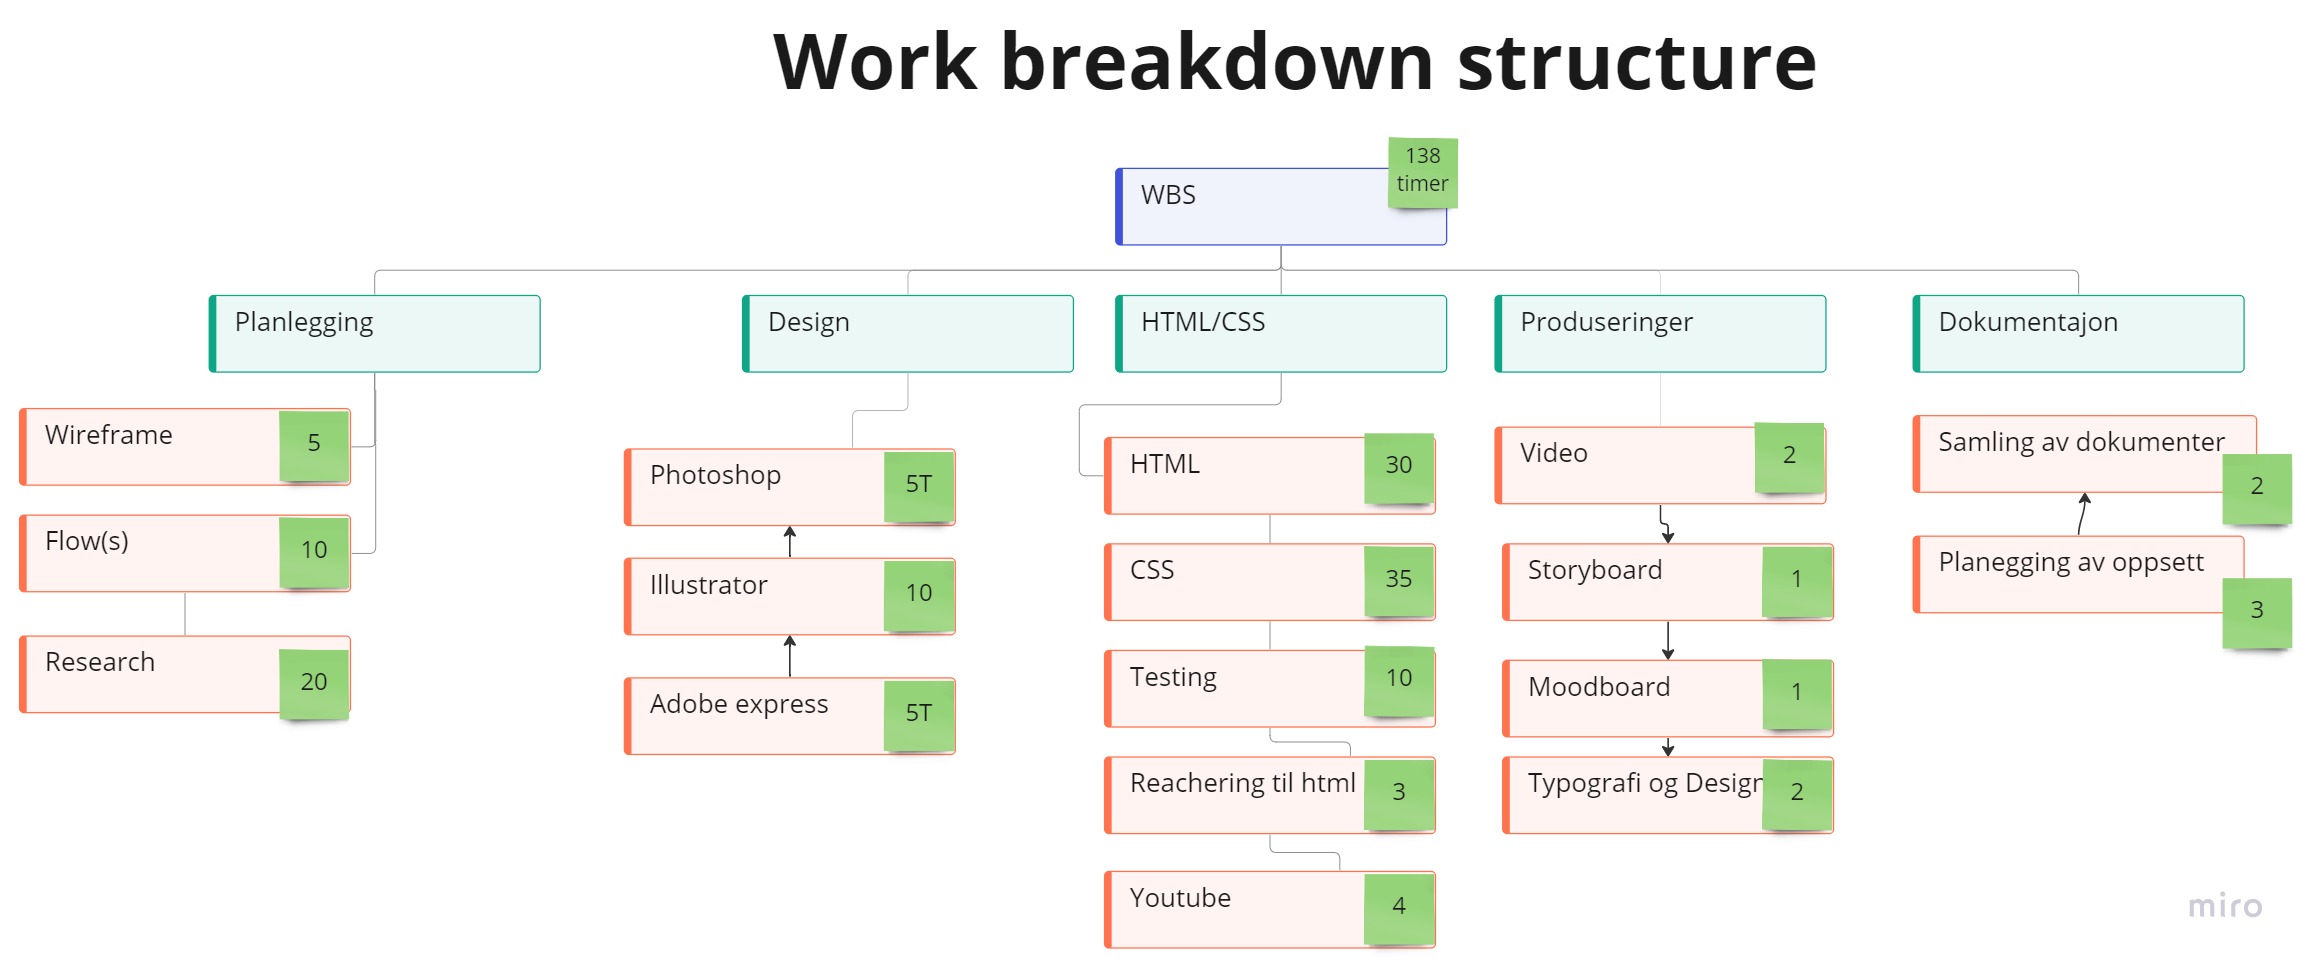 Work breakdown structure
138
timer
WBS
Planlegging
Design
HTML/CSS
Produseringer
Dokumentajon
Wireframe
5
Flow(s)
10
Research
20
Photoshop
5T
Illustrator
10
Adobe express
5T
HTML
30
CSS
35
Testing
10
Reachering til html
3
Youtube
4
Video
2
Storyboard
1
Moodboard
1
Typografi og Design
2
Samling av dokumenter
2
Planegging av oppsett
3
miro